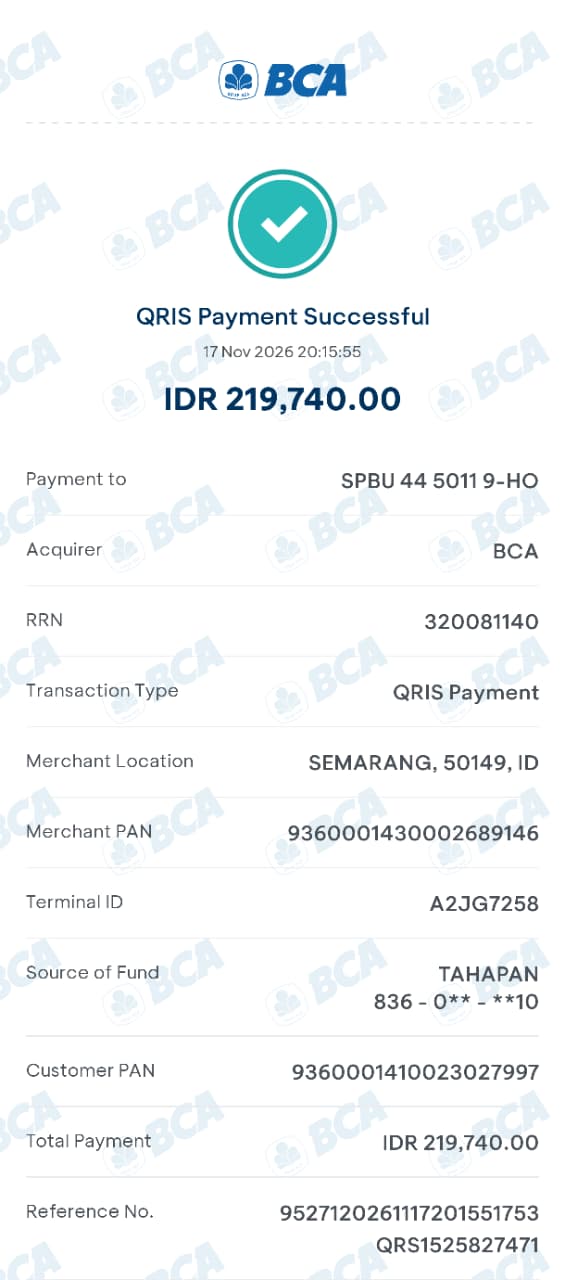 BCA
QRIS Payment Successful
17 Nov 2026 20:15:55
IDR 219,740.00
Payment to SPBU 44 5011 9-HO
Acquirer BCA
RRN 320081140
Transaction Type QRIS Payment
Merchant Location SEMARANG, 50149, ID
Merchant PAN 9360001430002689146
Terminal ID A2JG7258
Source of Fund TAHAPAN
836 - 0** - **10
Customer PAN 9360001410023027997
Total Payment IDR 219,740.00
Reference No. 9527120261117201551753
QRS1525827471